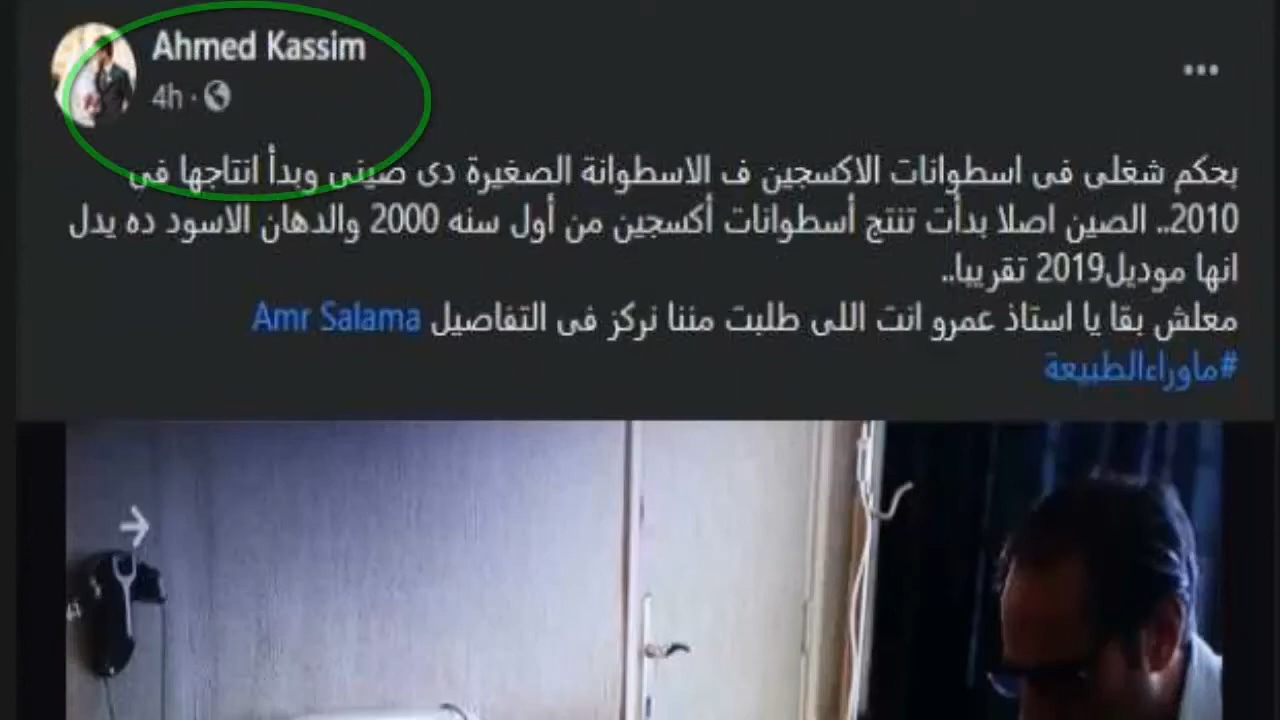 Ahmed Kassim
4h ·
بحكم شغلى فى اسطوانات الاكسجين ف الاسطوانة الصغيرة دى صينى وبدأ انتاجها فى
2010.. الصين اصلا بدأت تنتج أسطوانات أكسجين من أول سنه 2000 والدهان الاسود ده يدل
انها موديل2019 تقريبا..
معلش بقا يا استاذ عمرو انت اللى طلبت مننا نركز فى التفاصيل Amr Salama
#ماوراءالطبيعة